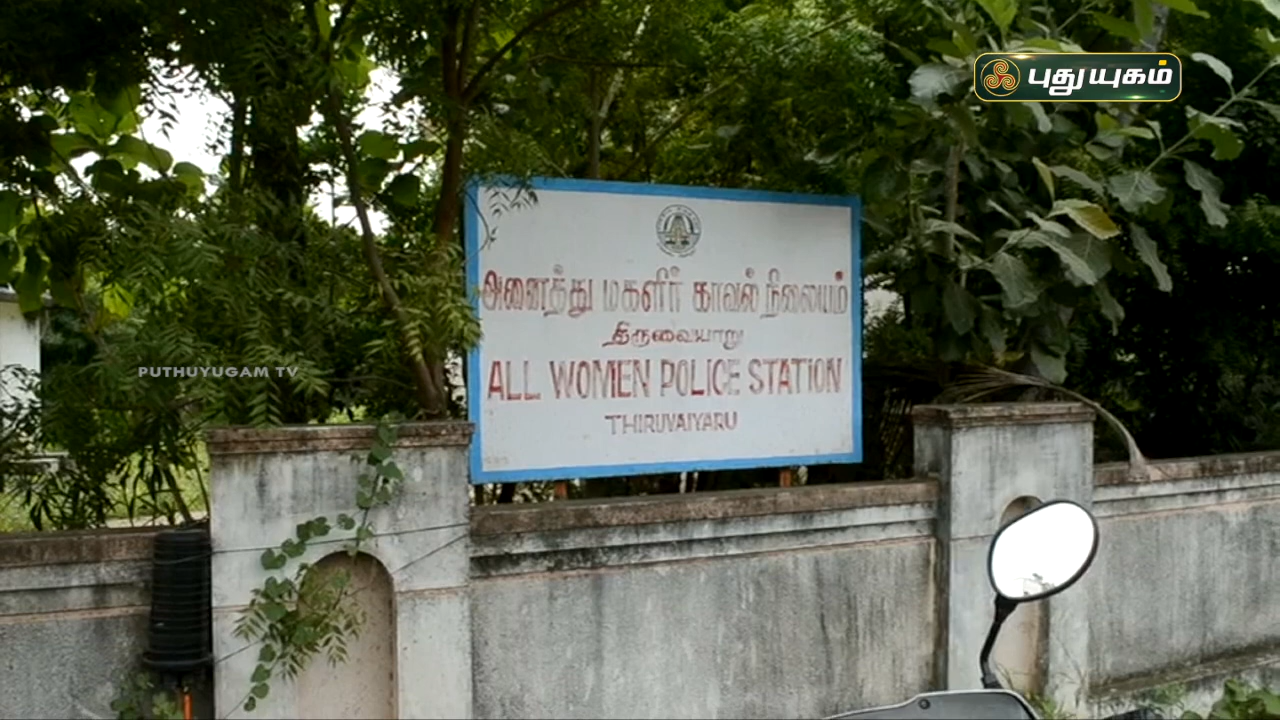 புதுயுகம்
அனைத்து மகளிர் காவல் நிலையம்
திருவையாறு
ALL WOMEN POLICE STATION
THIRUVAIYARU
PUTHUYUGAM TV